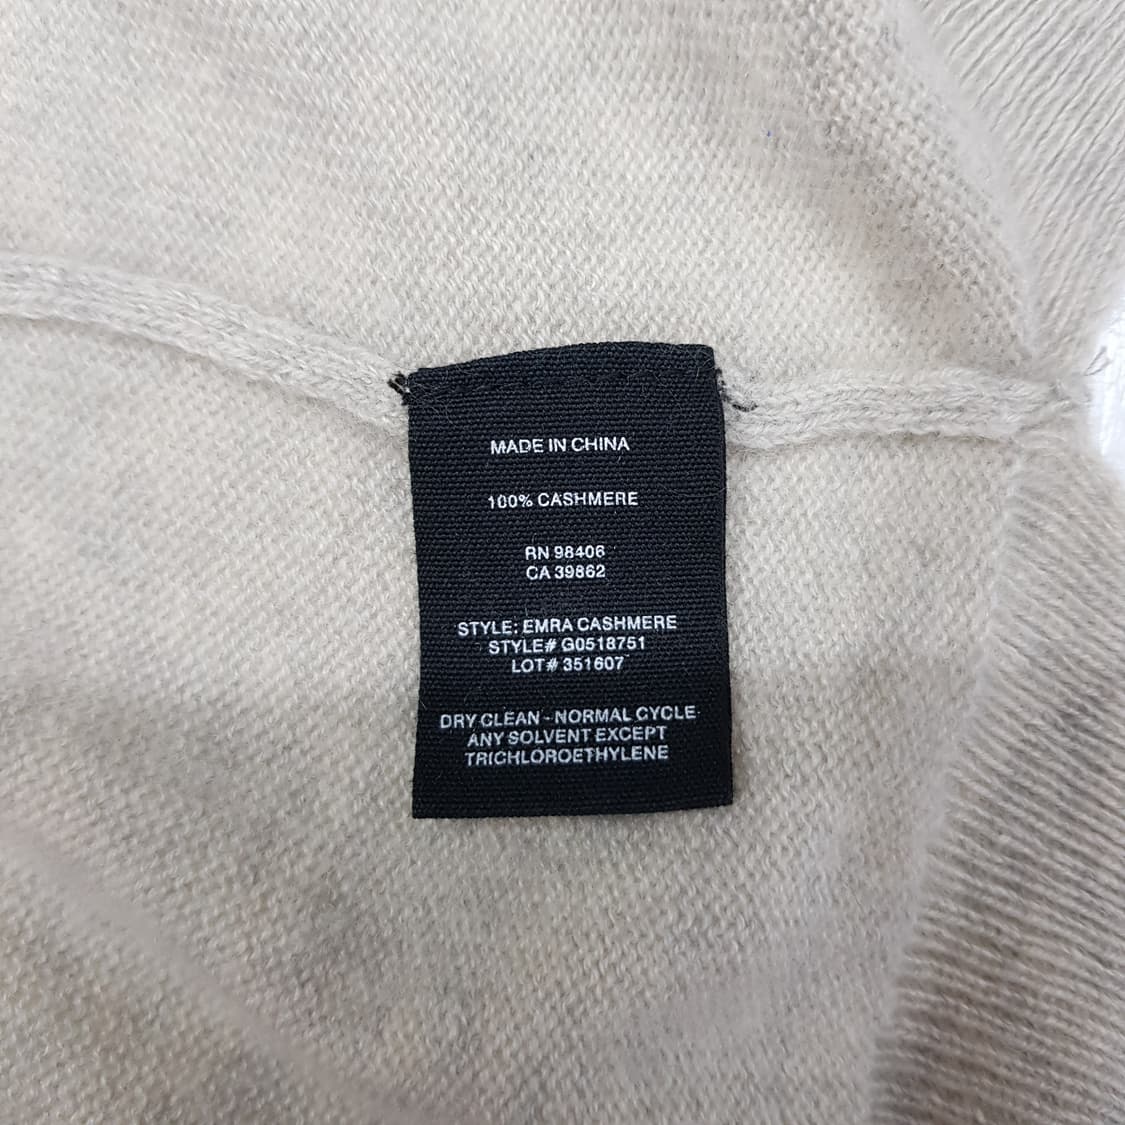 MADE IN CHINA
100% CASHMERE
RN 98406
CA 39862
STYLE: EMRA CASHMERE
STYLE# G0518751
LOT# 351607
DRY CLEAN - NORMAL CYCLE
ANY SOLVENT EXCEPT
TRICHLOROETHYLENE